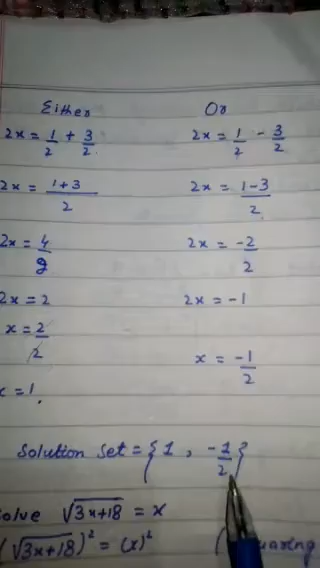 Either Or
2x = 1/2 + 3/2 2x = 1/2 - 3/2
2x = 1+3/2 2x = 1-3/2
2x = 4/2 2x = -2/2
2x = 2 2x = -1
x = 2/2 x = -1/2
x = 1.
Solution set = { 1 , -1/2 }
√3x+18 = x
(√3x+18)² = (x)² (